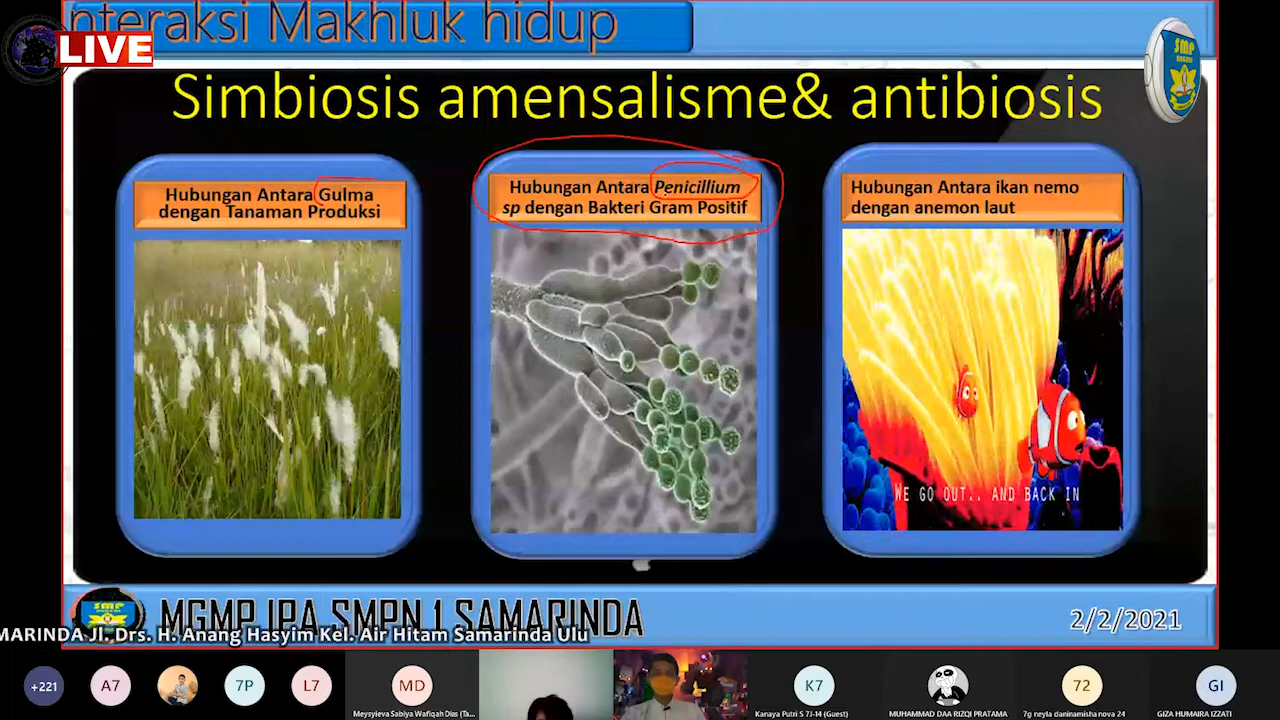 nteraksi Makhluk hidup
LIVE
Simbiosis amensalisme& antibiosis
SMP
NEGERI
Hubungan Antara Gulma
dengan Tanaman Produksi
Hubungan Antara Penicillium
sp dengan Bakteri Gram Positif
Hubungan Antara ikan nemo
dengan anemon laut
WE GO OUT.. AND BACK IN
SMP
MGMP IPA SMPN 1 SAMARINDA
2/2/2021
MARINDA Jl. Drs. H. Anang Hasyim Kel. Air Hitam Samarinda Ulu
+221
A7
7P
L7
MD
K7
72
GI
Meysyieva Sabiya Wafiqah Dias (Ta...
Kanaya Putri S 7J-14 (Guest)
MUHAMMAD DAA RIZQI PRATAMA
7g neyla daninamisha nova 24
GIZA HUMAIRA IZZATI